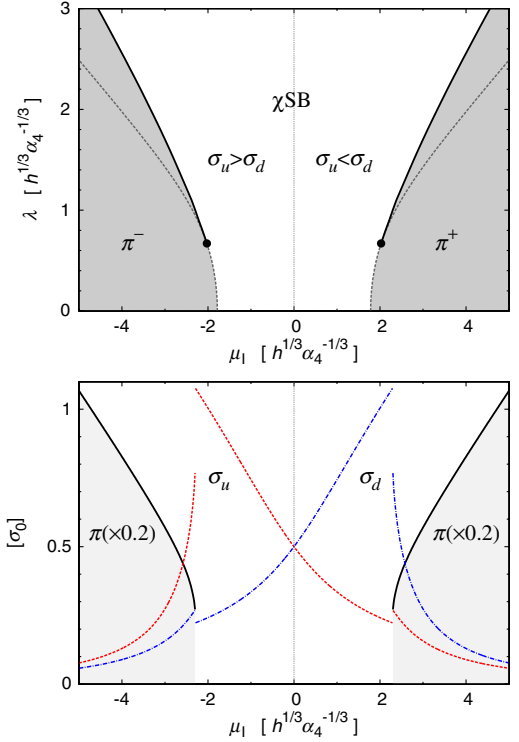 3
2
1
0
λ [ h^{1/3} α_4^{-1/3} ]
χSB
σ_u>σ_d
σ_u<σ_d
π^−
π^+
-4 -2 0 2 4
μ_I [ h^{1/3} α_4^{-1/3} ]
1
0.5
0
[σ_0]
σ_u
σ_d
π(×0.2)
π(×0.2)
-4 -2 0 2 4
μ_I [ h^{1/3} α_4^{-1/3} ]